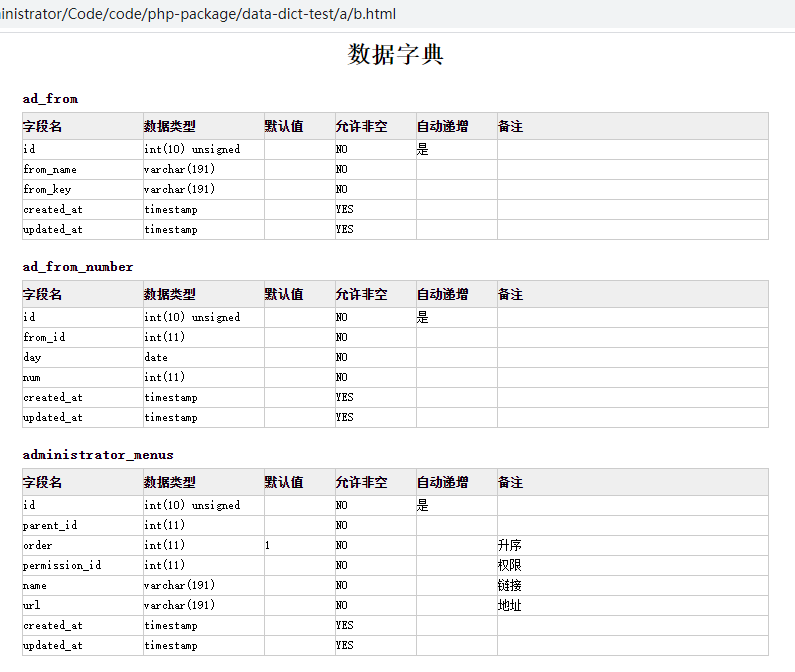 inistrator/Code/code/php-package/data-dict-test/a/b.html
数据字典
ad_from
字段名 数据类型 默认值 允许非空 自动递增 备注
id int(10) unsigned NO 是
from_name varchar(191) NO
from_key varchar(191) NO
created_at timestamp YES
updated_at timestamp YES
ad_from_number
字段名 数据类型 默认值 允许非空 自动递增 备注
id int(10) unsigned NO 是
from_id int(11) NO
day date NO
num int(11) NO
created_at timestamp YES
updated_at timestamp YES
administrator_menus
字段名 数据类型 默认值 允许非空 自动递增 备注
id int(10) unsigned NO 是
parent_id int(11) NO
order int(11) 1 NO 升序
permission_id int(11) NO 权限
name varchar(191) NO 链接
url varchar(191) NO 地址
created_at timestamp YES
updated_at timestamp YES